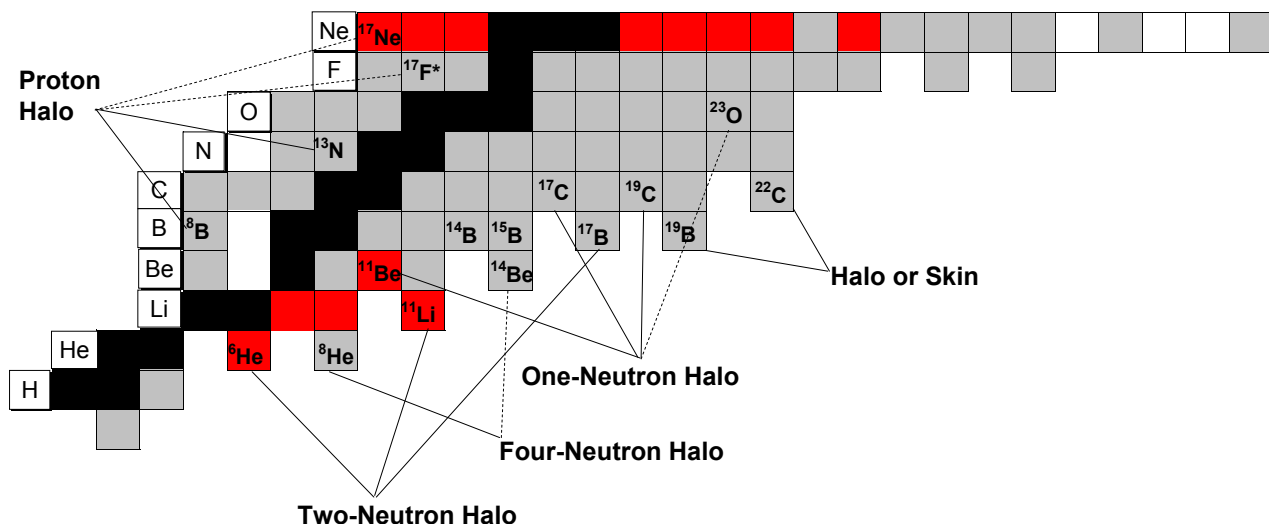 Ne ¹⁷Ne
F ¹⁷F*
Proton
Halo
O ²³O
N ¹³N
C ¹⁷C ¹⁹C ²²C
B ⁸B ¹⁴B ¹⁵B ¹⁷B ¹⁹B
Be ¹¹Be ¹⁴Be
Halo or Skin
Li ¹¹Li
He ⁶He ⁸He
One-Neutron Halo
H
Four-Neutron Halo
Two-Neutron Halo